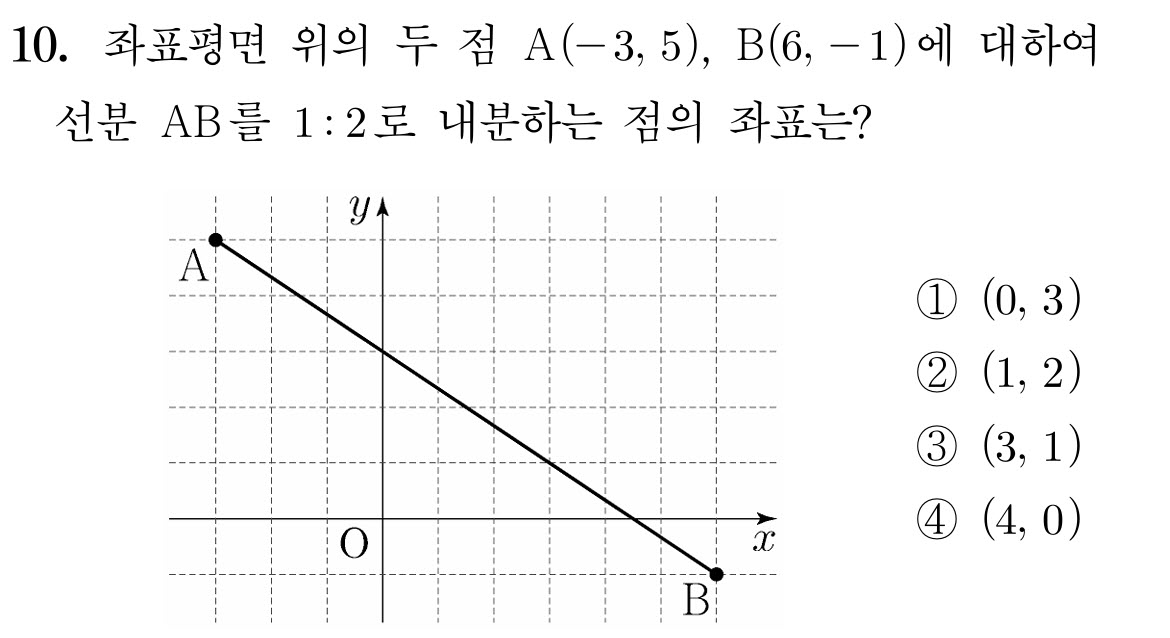 10. 좌표평면 위의 두 점 A(−3, 5), B(6, −1)에 대하여
선분 AB를 1 : 2로 내분하는 점의 좌표는?
y
A
O
x
B
① (0, 3)
② (1, 2)
③ (3, 1)
④ (4, 0)